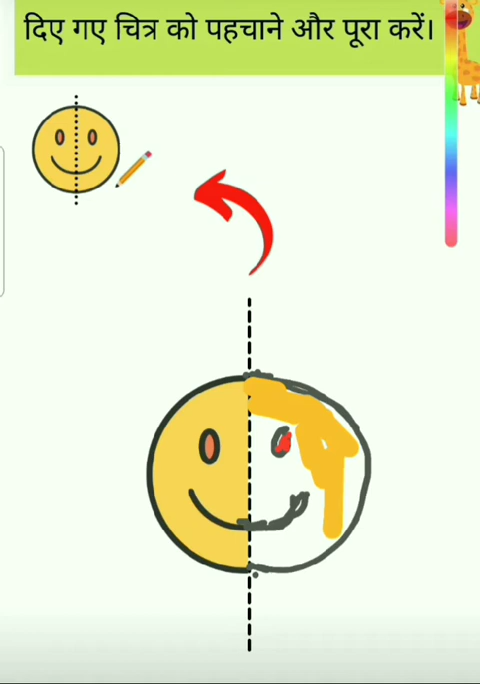 दिए गए चित्र को पहचाने और पूरा करें।